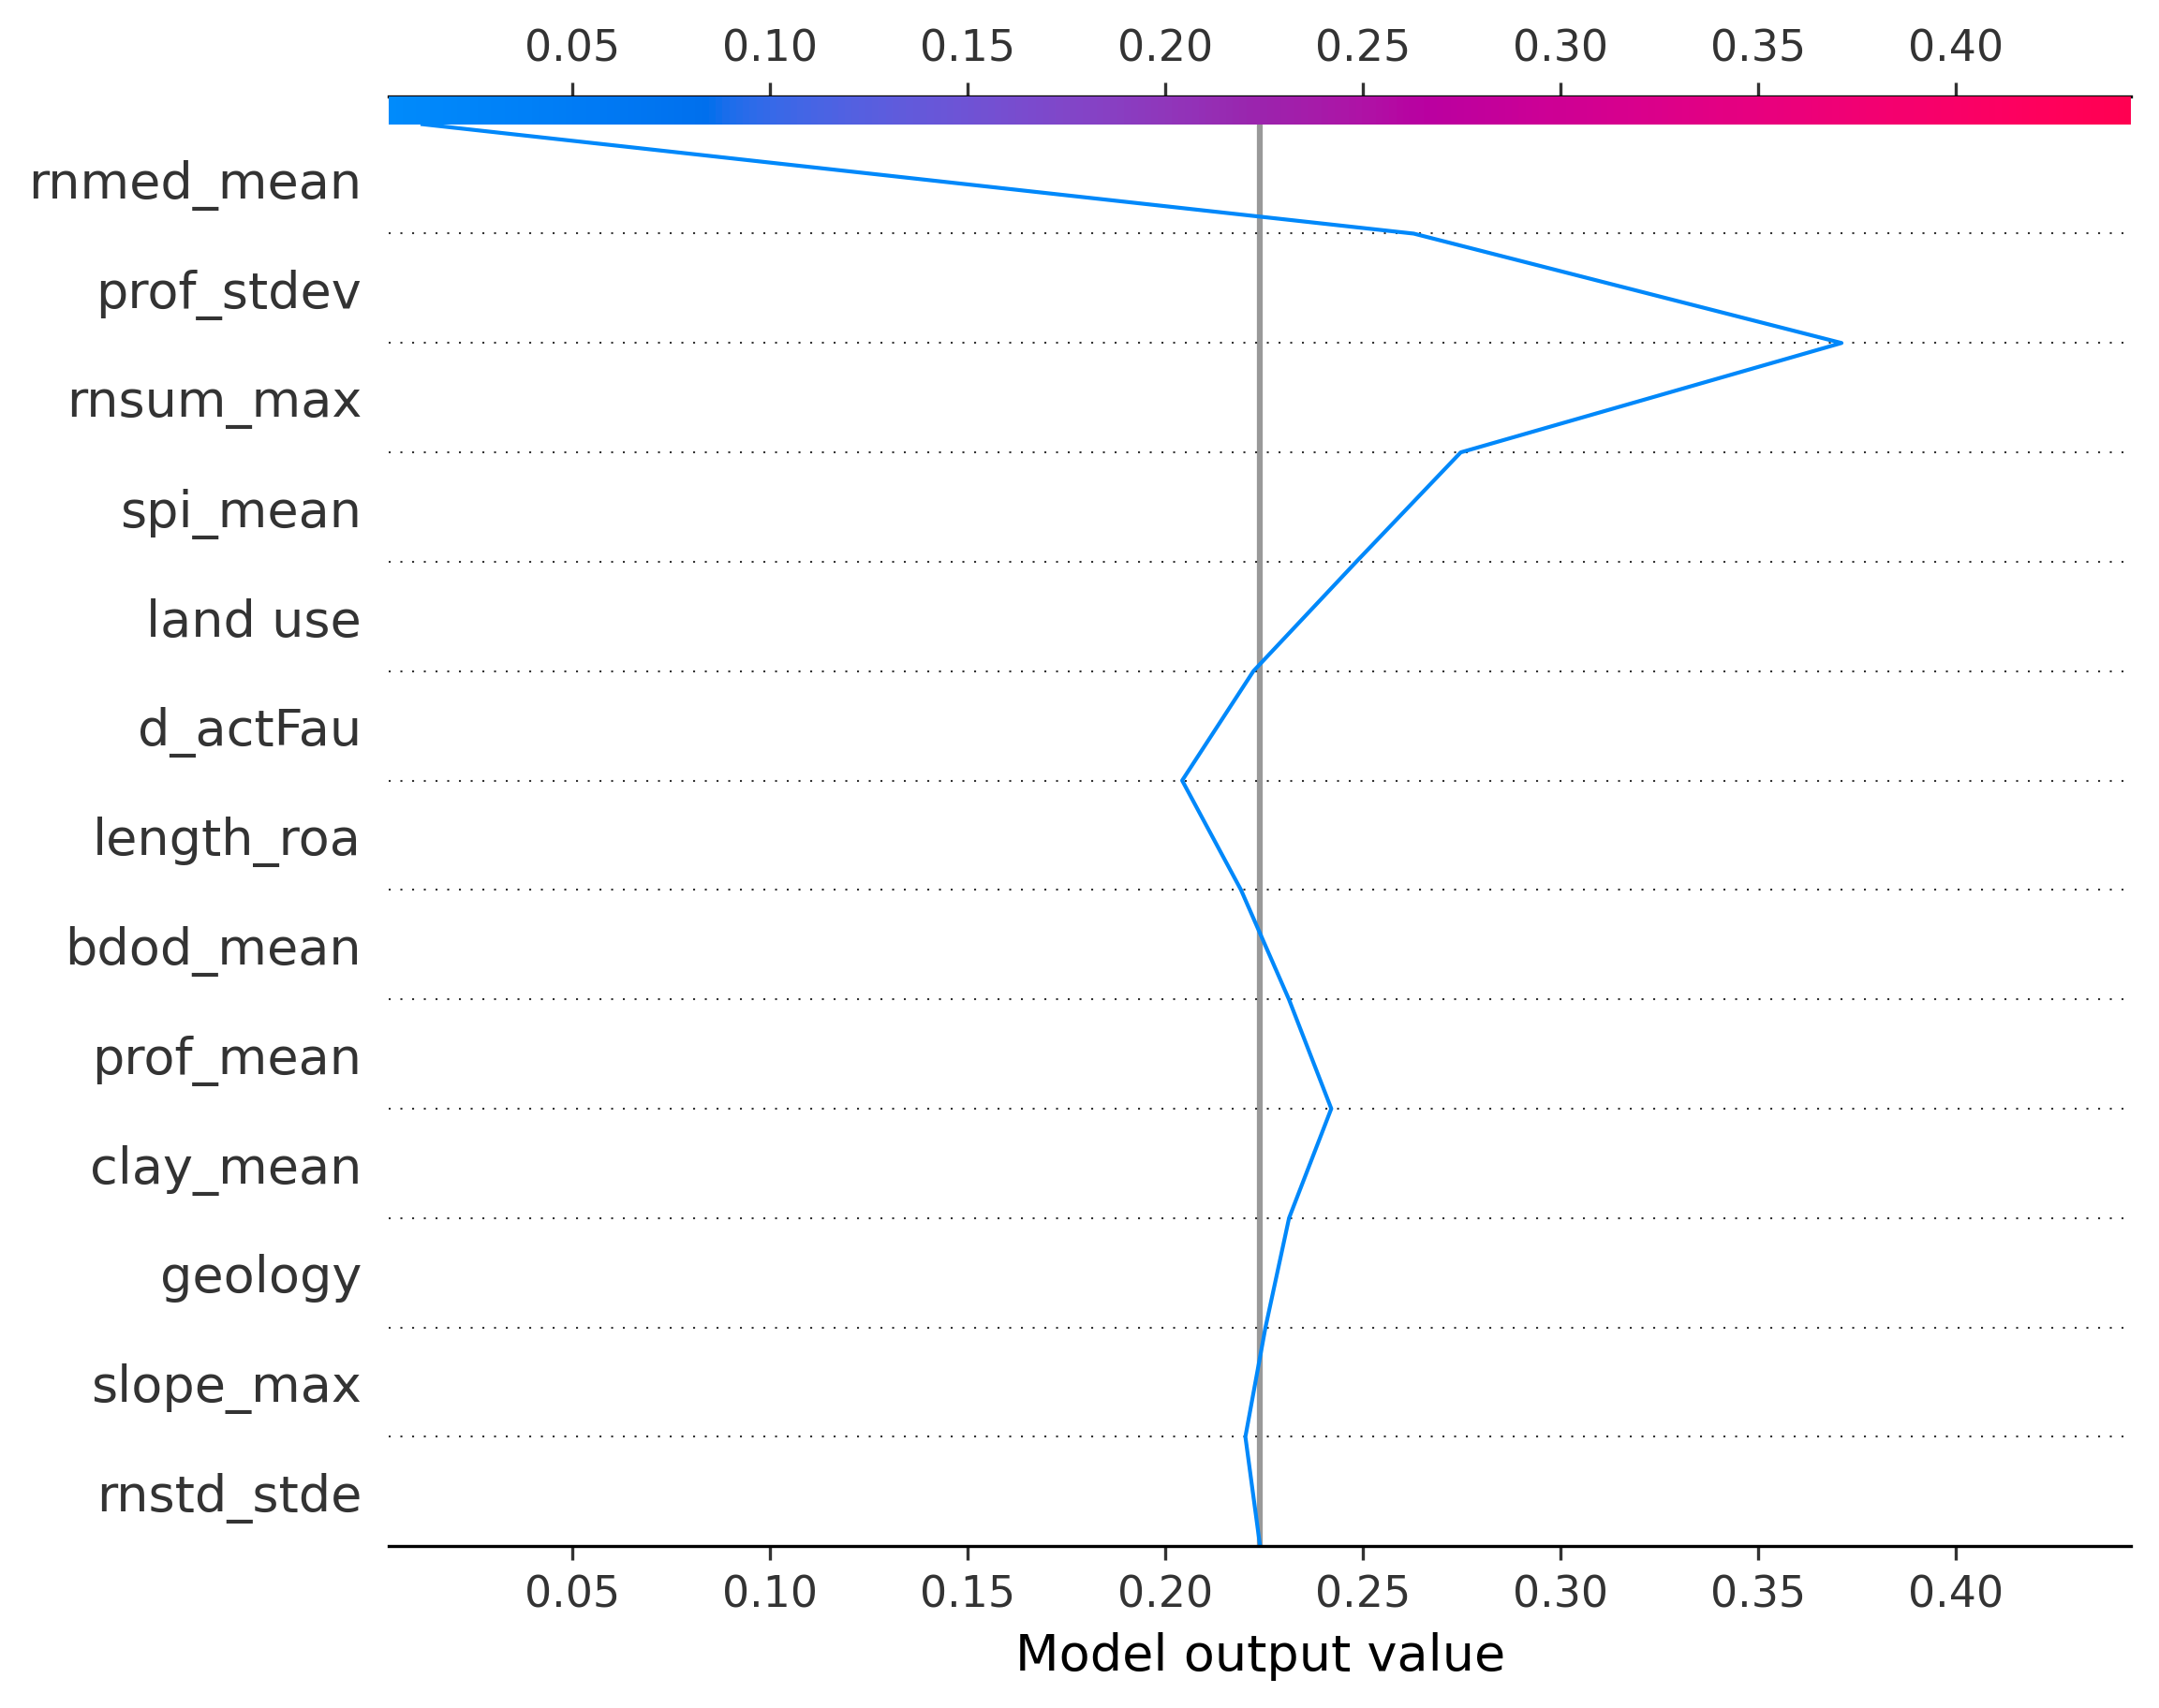 0.05 0.10 0.15 0.20 0.25 0.30 0.35 0.40
rnmed_mean
prof_stdev
rnsum_max
spi_mean
land use
d_actFau
length_roa
bdod_mean
prof_mean
clay_mean
geology
slope_max
rnstd_stde
0.05 0.10 0.15 0.20 0.25 0.30 0.35 0.40
Model output value